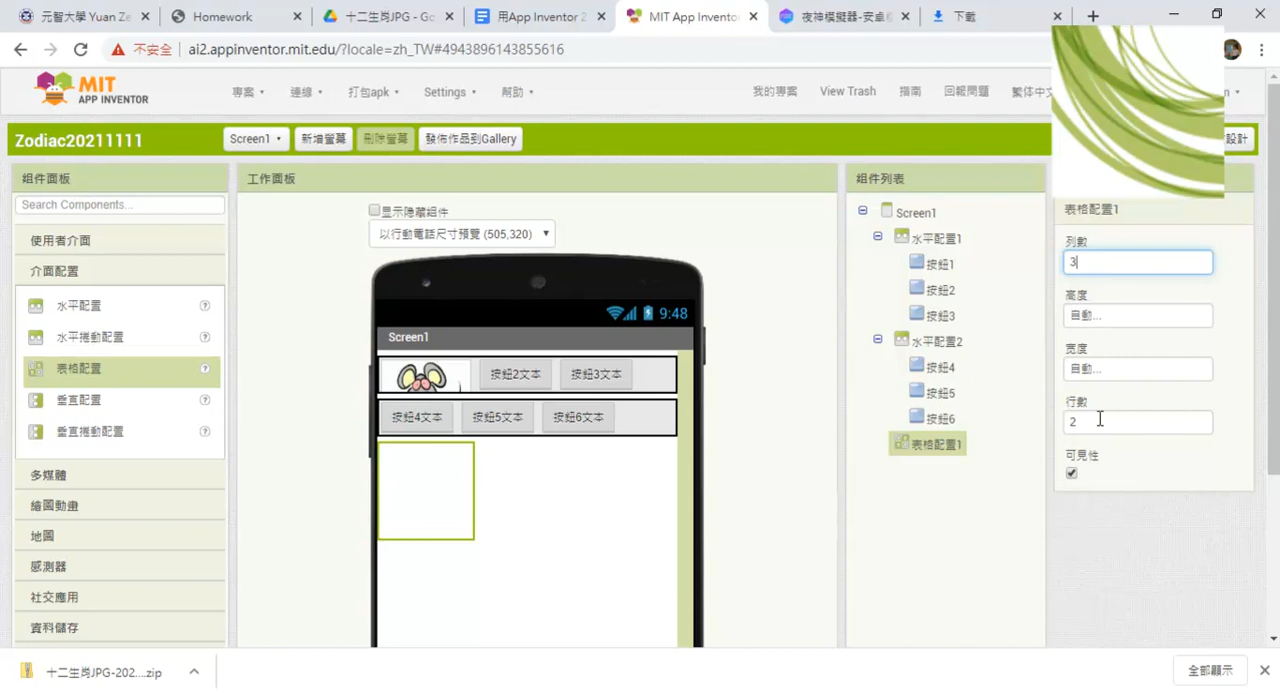 元智大學 Yuan Ze
Homework
十二生肖JPG - Go
用App Inventor 2
MIT App Inventor
夜神模擬器-安卓
下載
不安全
ai2.appinventor.mit.edu/?locale=zh_TW#4943896143855616
MIT
APP INVENTOR
專案
連線
打包apk
Settings
幫助
我的專案
View Trash
指南
回報問題
繁体中文
Zodiac20211111
Screen1
新增螢幕
刪除螢幕
發佈作品到Gallery
設計
組件面板
Search Components...
使用者介面
介面配置
水平配置
水平捲動配置
表格配置
垂直配置
垂直捲動配置
多媒體
繪圖動畫
地圖
感測器
社交應用
資料儲存
工作面板
显示隐藏組件
以行動電話尺寸預覽 (505,320)
9:48
Screen1
按鈕2文本
按鈕3文本
按鈕4文本
按鈕5文本
按鈕6文本
組件列表
Screen1
水平配置1
按鈕1
按鈕2
按鈕3
水平配置2
按鈕4
按鈕5
按鈕6
表格配置1
表格配置1
列數
3
高度
自動...
宽度
自動...
行數
2
可見性
十二生肖JPG-202....zip
全部顯示